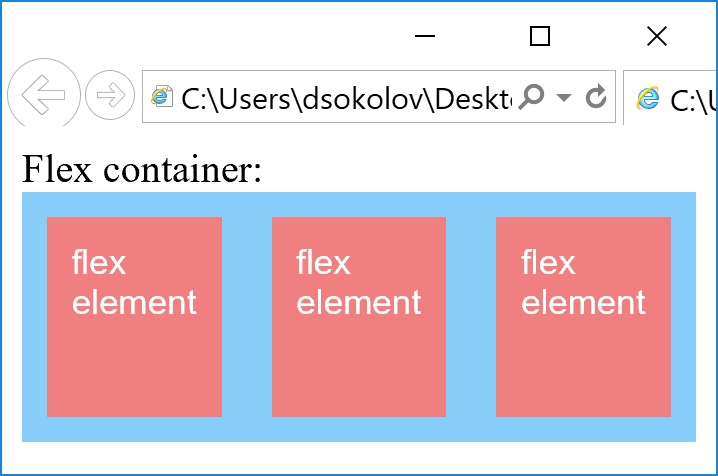 C:\Users\dsokolov\Deskt
C:\
Flex container:
flex
element
flex
element
flex
element